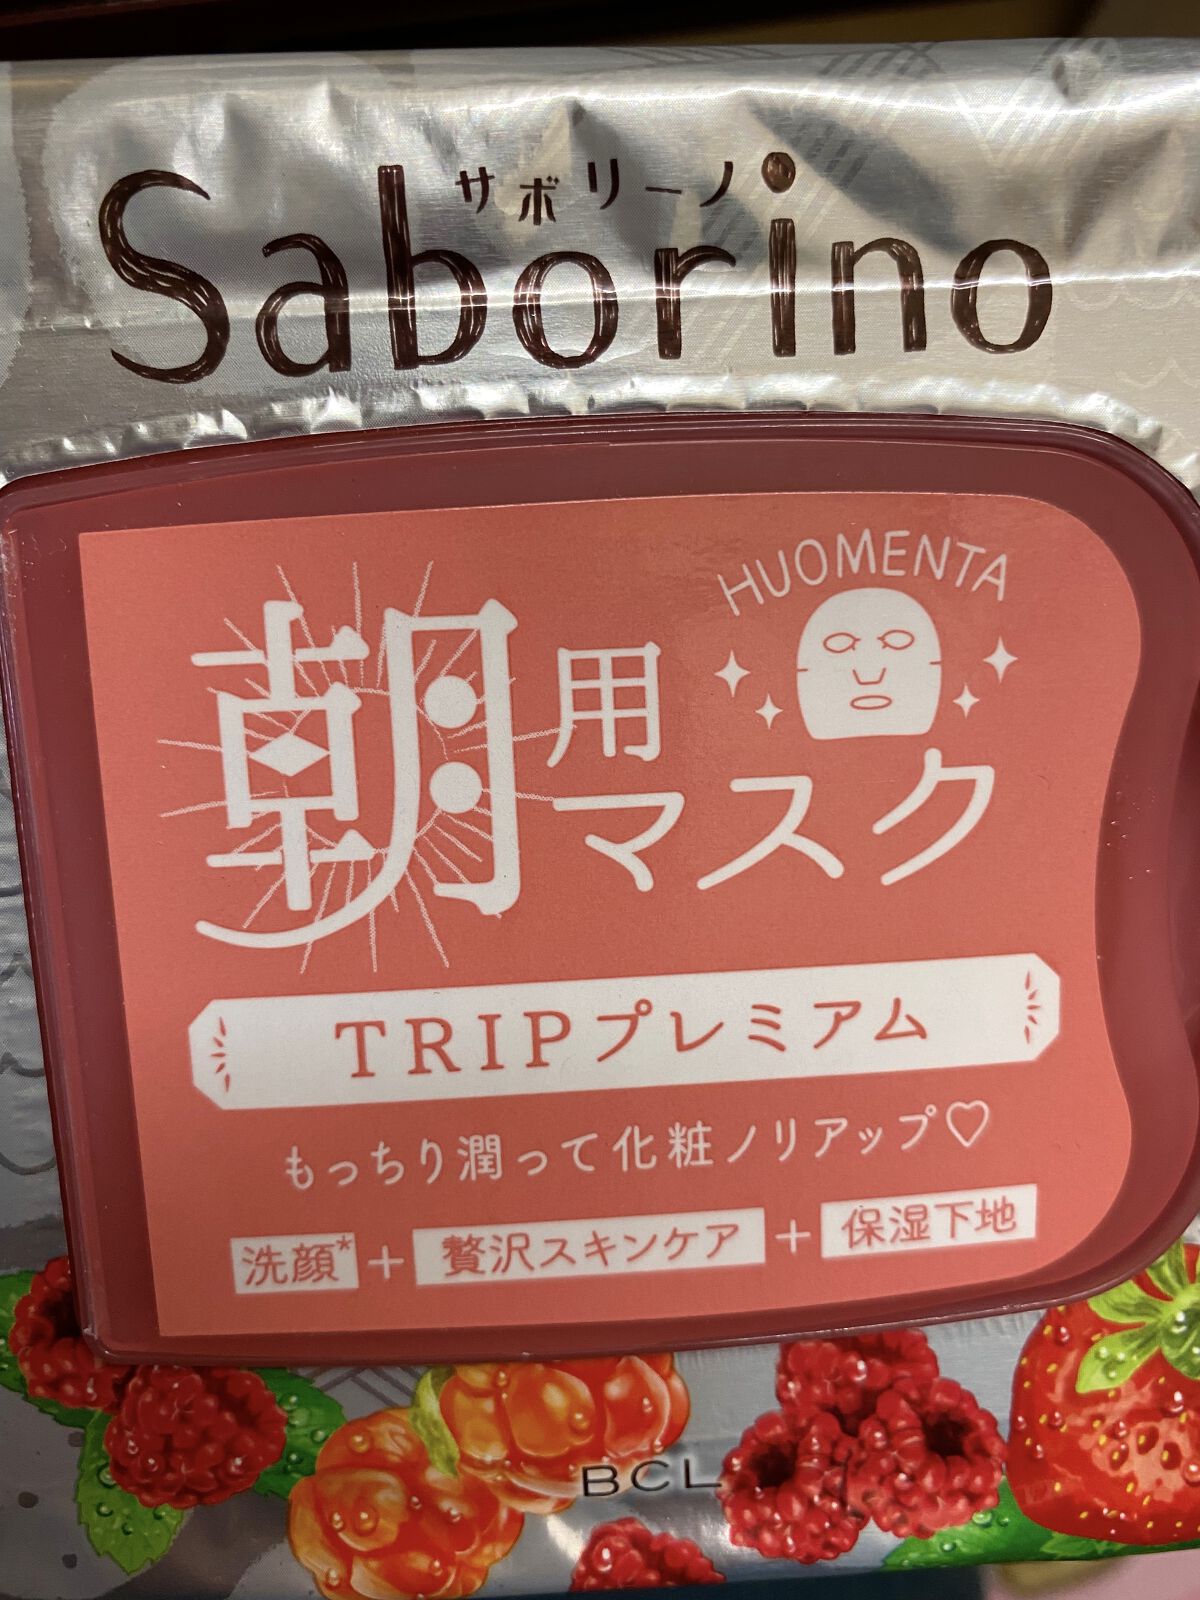 サボリーノ
Saborino
HUOMENTA
朝用マスク
TRIPプレミアム
もっちり潤って化粧ノリアップ♡
洗顔* + 贅沢スキンケア + 保湿下地
BCL